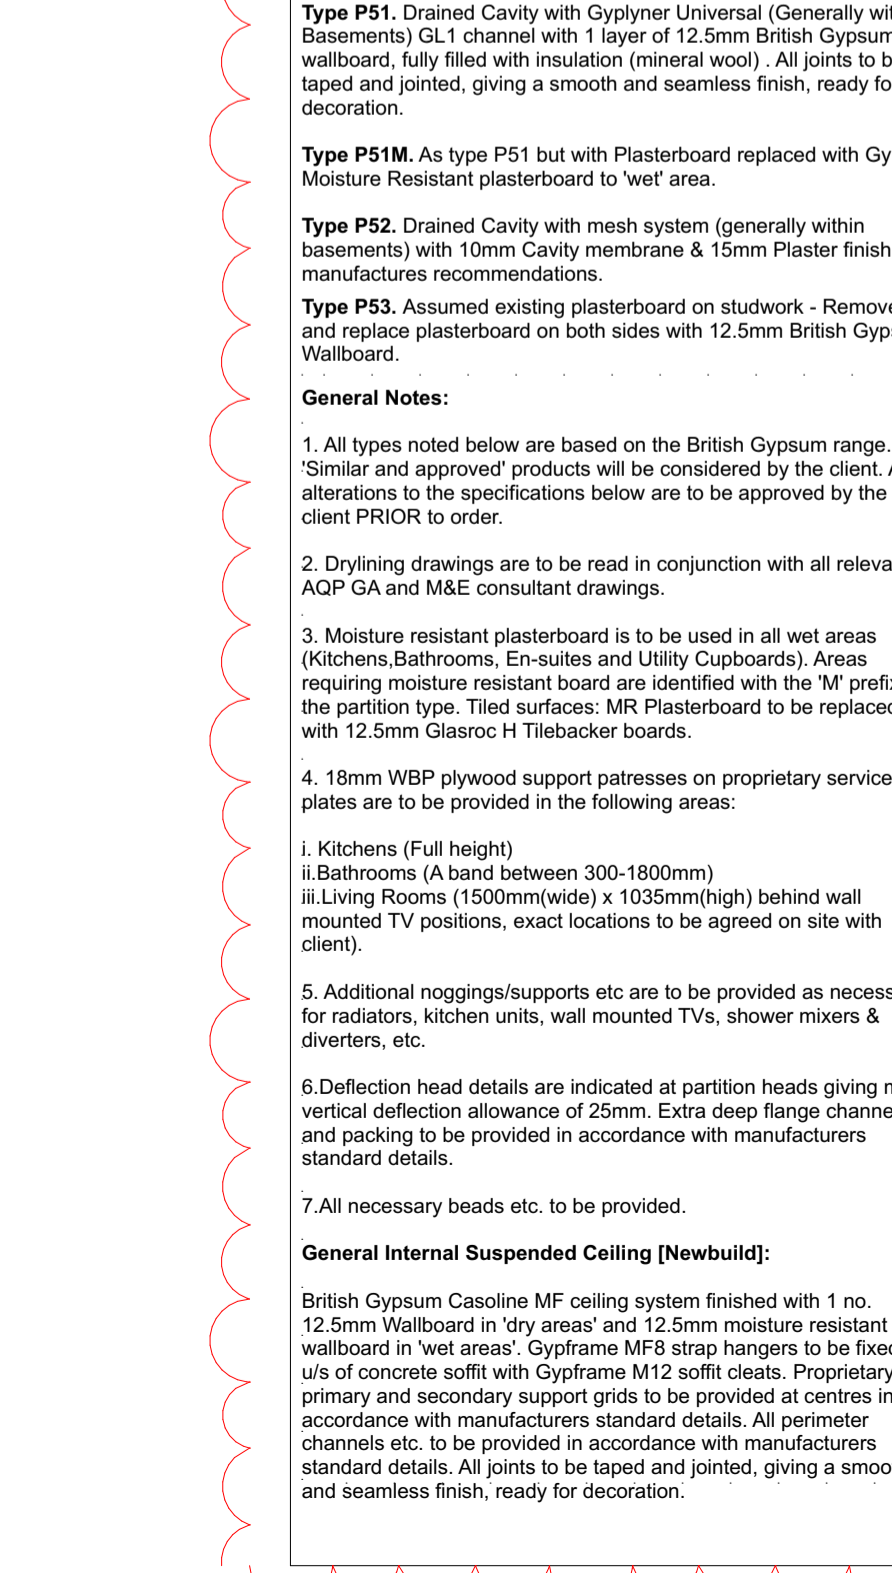 Type P51. Drained Cavity with Gyplyner Universal (Generally wit
Basements) GL1 channel with 1 layer of 12.5mm British Gypsum
wallboard, fully filled with insulation (mineral wool) . All joints to b
taped and jointed, giving a smooth and seamless finish, ready fo
decoration.
Type P51M. As type P51 but with Plasterboard replaced with Gy
Moisture Resistant plasterboard to 'wet' area.
Type P52. Drained Cavity with mesh system (generally within
basements) with 10mm Cavity membrane & 15mm Plaster finish
manufactures recommendations.
Type P53. Assumed existing plasterboard on studwork - Remove
and replace plasterboard on both sides with 12.5mm British Gyps
Wallboard.
General Notes:
1. All types noted below are based on the British Gypsum range.
'Similar and approved' products will be considered by the client. A
alterations to the specifications below are to be approved by the
client PRIOR to order.
2. Drylining drawings are to be read in conjunction with all releva
AQP GA and M&E consultant drawings.
3. Moisture resistant plasterboard is to be used in all wet areas
(Kitchens,Bathrooms, En-suites and Utility Cupboards). Areas
requiring moisture resistant board are identified with the 'M' prefix
the partition type. Tiled surfaces: MR Plasterboard to be replaced
with 12.5mm Glasroc H Tilebacker boards.
4. 18mm WBP plywood support patresses on proprietary service
plates are to be provided in the following areas:
i. Kitchens (Full height)
ii.Bathrooms (A band between 300-1800mm)
iii.Living Rooms (1500mm(wide) x 1035mm(high) behind wall
mounted TV positions, exact locations to be agreed on site with
client).
5. Additional noggings/supports etc are to be provided as necess
for radiators, kitchen units, wall mounted TVs, shower mixers &
diverters, etc.
6.Deflection head details are indicated at partition heads giving m
vertical deflection allowance of 25mm. Extra deep flange channe
and packing to be provided in accordance with manufacturers
standard details.
7.All necessary beads etc. to be provided.
General Internal Suspended Ceiling [Newbuild]:
British Gypsum Casoline MF ceiling system finished with 1 no.
12.5mm Wallboard in 'dry areas' and 12.5mm moisture resistant
wallboard in 'wet areas'. Gypframe MF8 strap hangers to be fixed
u/s of concrete soffit with Gypframe M12 soffit cleats. Proprietary
primary and secondary support grids to be provided at centres in
accordance with manufacturers standard details. All perimeter
channels etc. to be provided in accordance with manufacturers
standard details. All joints to be taped and jointed, giving a smoo
and seamless finish, ready for decoration.